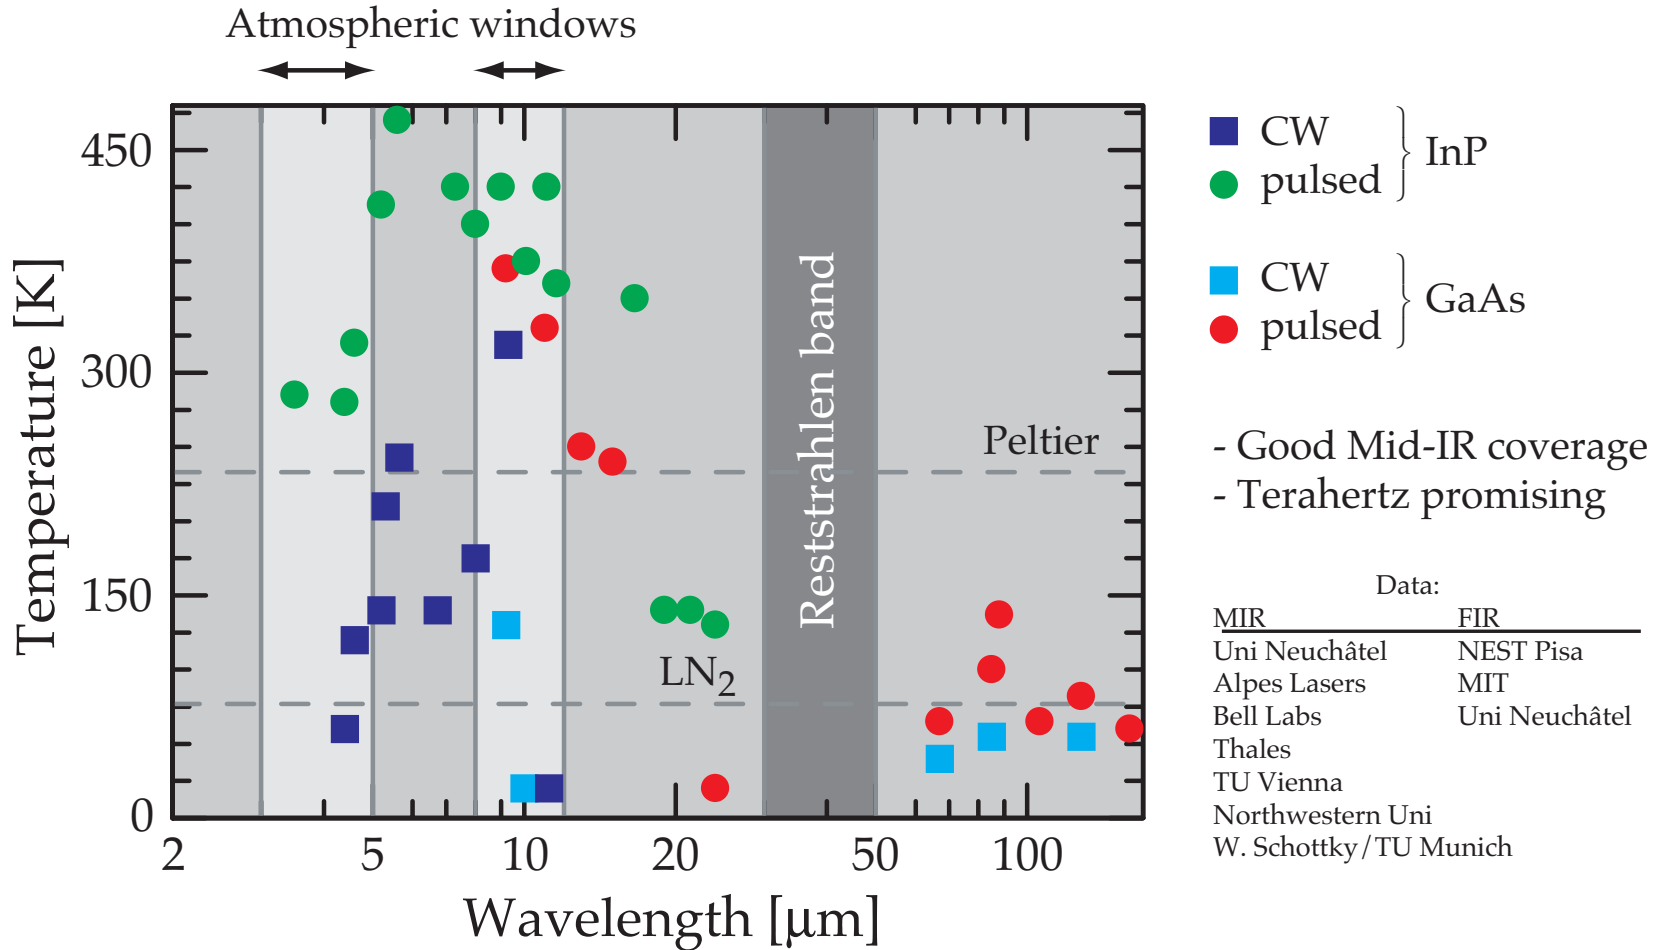 Atmospheric windows
CW
pulsed
InP
CW
pulsed
GaAs
- Good Mid-IR coverage
- Terahertz promising
Data:
MIR FIR
Uni Neuchâtel NEST Pisa
Alpes Lasers MIT
Bell Labs Uni Neuchâtel
Thales
TU Vienna
Northwestern Uni
W. Schottky/TU Munich
Temperature [K]
450
300
150
0
Peltier
LN2
Reststrahlen band
2 5 10 20 50 100
Wavelength [µm]